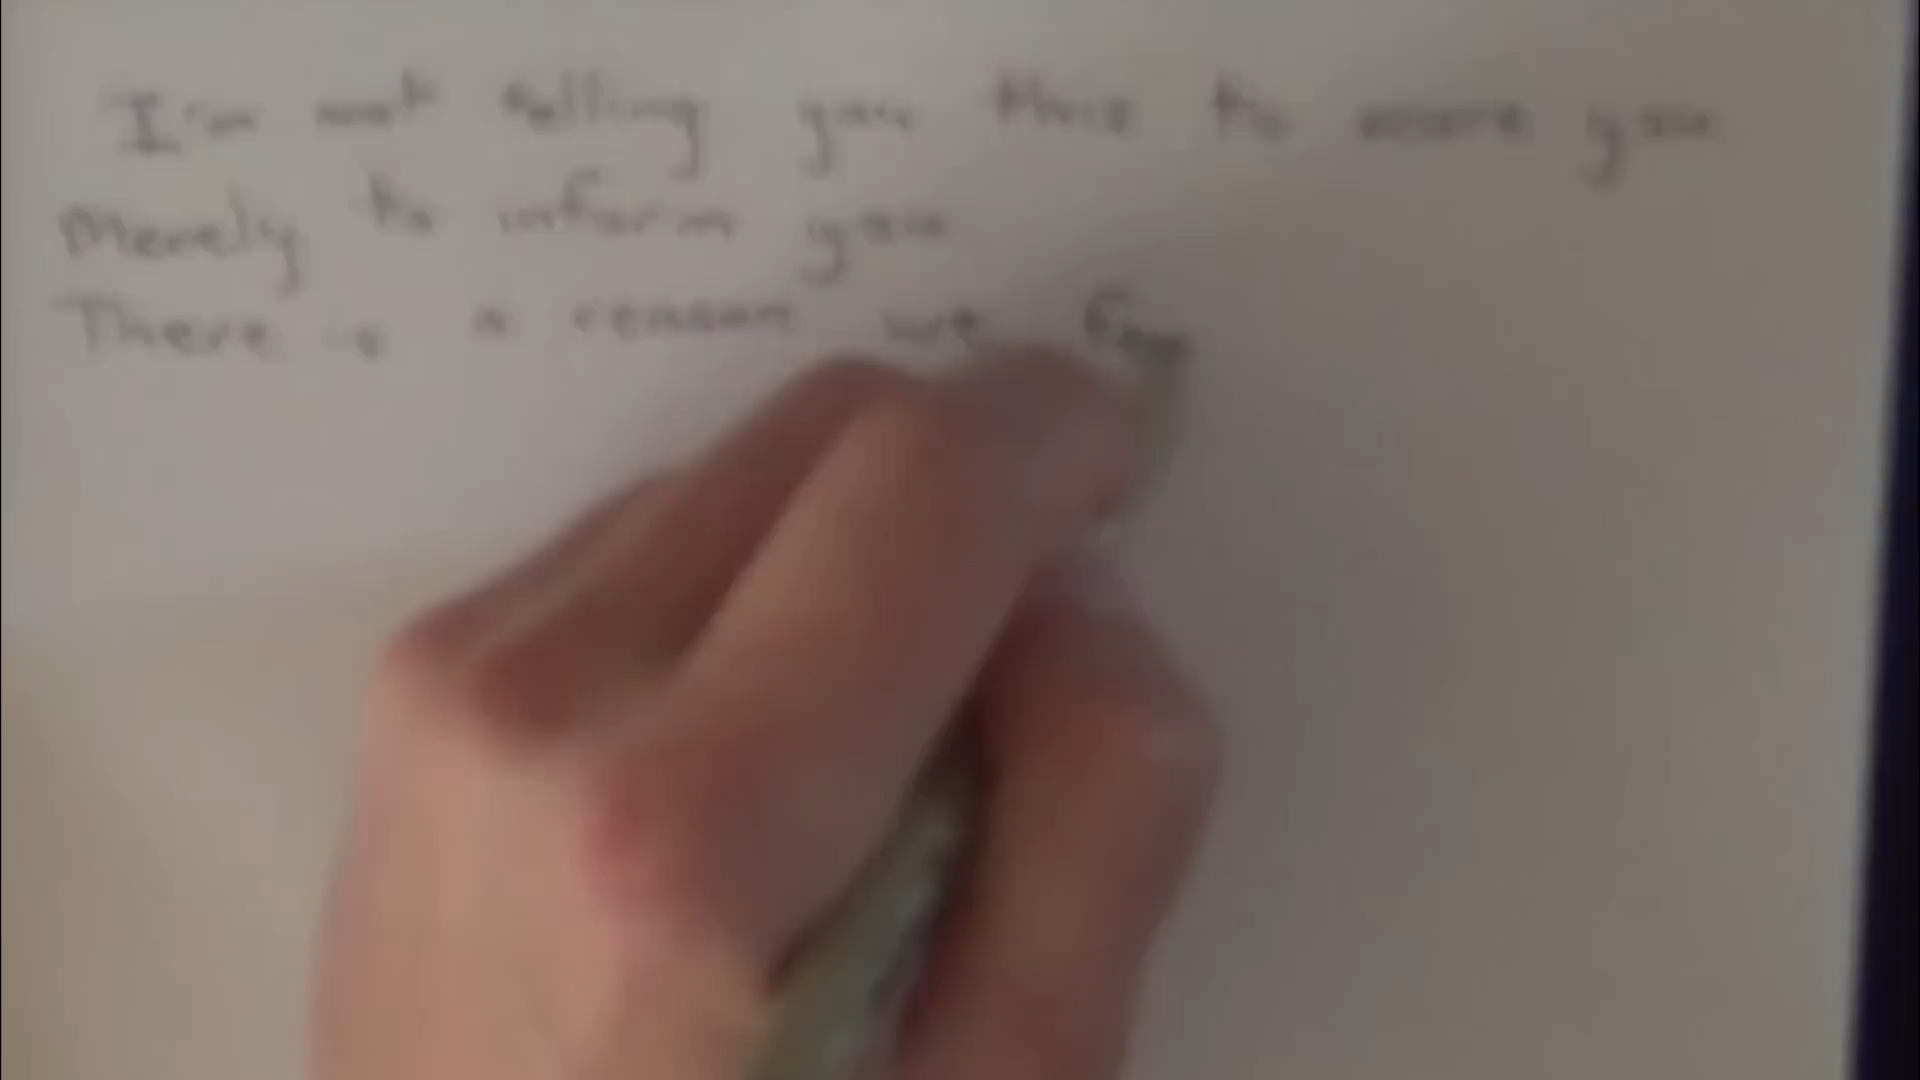 I'm not telling you this to scare you
Merely to inform you
There is a reason we